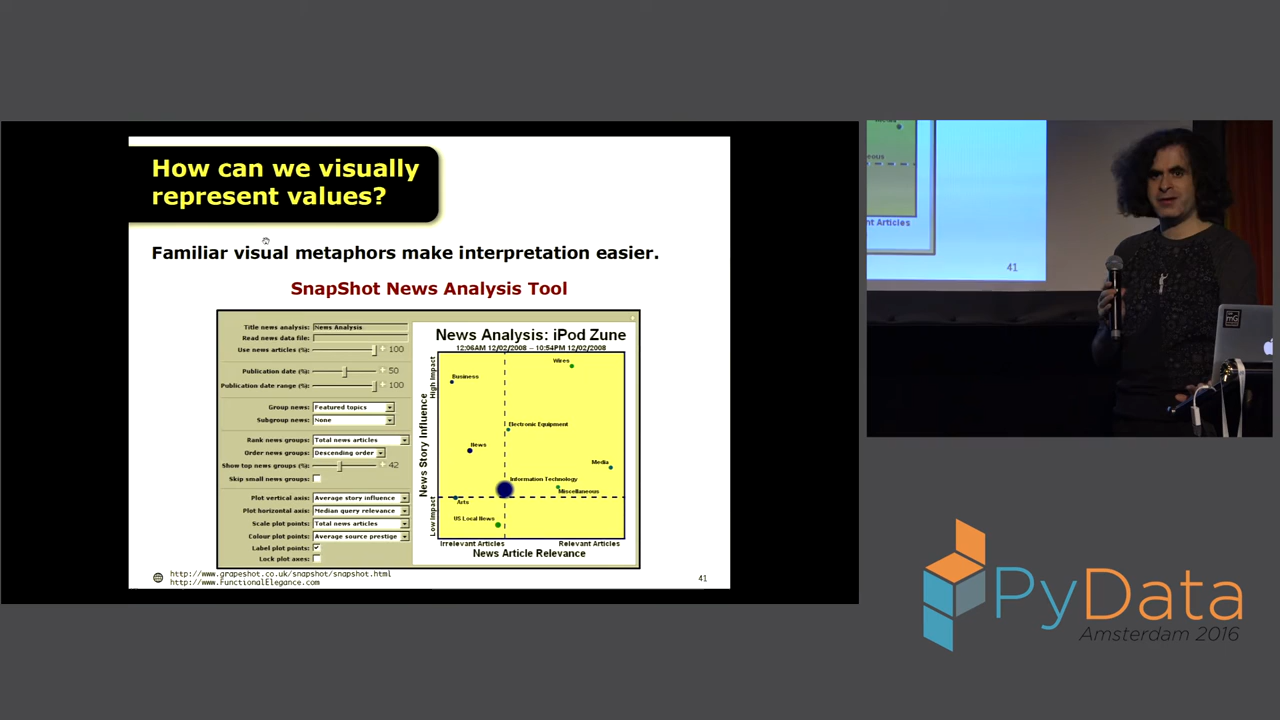 How can we visually
represent values?
Familiar visual metaphors make interpretation easier.
SnapShot News Analysis Tool
Title news analysis: News Analysis
Read news data file:
Use news articles (%): 100
Publication date (%): 50
Publication date range (%): 100
Group news: Featured topics
Subgroup news: None
Rank news groups: Total news articles
Order news groups: Descending order
Show top news groups (%): 42
Skip small news groups:
Plot vertical axis: Average story influence
Plot horizontal axis: Median query relevance
Scale plot points: Total news articles
Colour plot points: Average source prestige
Label plot points:
Lock plot axes:
News Analysis: iPod Zune
12:06AM 12/02/2008 - 10:54PM 12/02/2008
News Story Influence
High Impact
Low Impact
Wires
Business
Electronic Equipment
News
Media
Information Technology
Miscellaneous
Arts
US Local News
Irrelevant Articles Relevant Articles
News Article Relevance
http://www.grapeshot.co.uk/snapshot/snapshot.html
http://www.FunctionalElegance.com
41
eous
nt Articles
41
mG
PyData
Amsterdam 2016